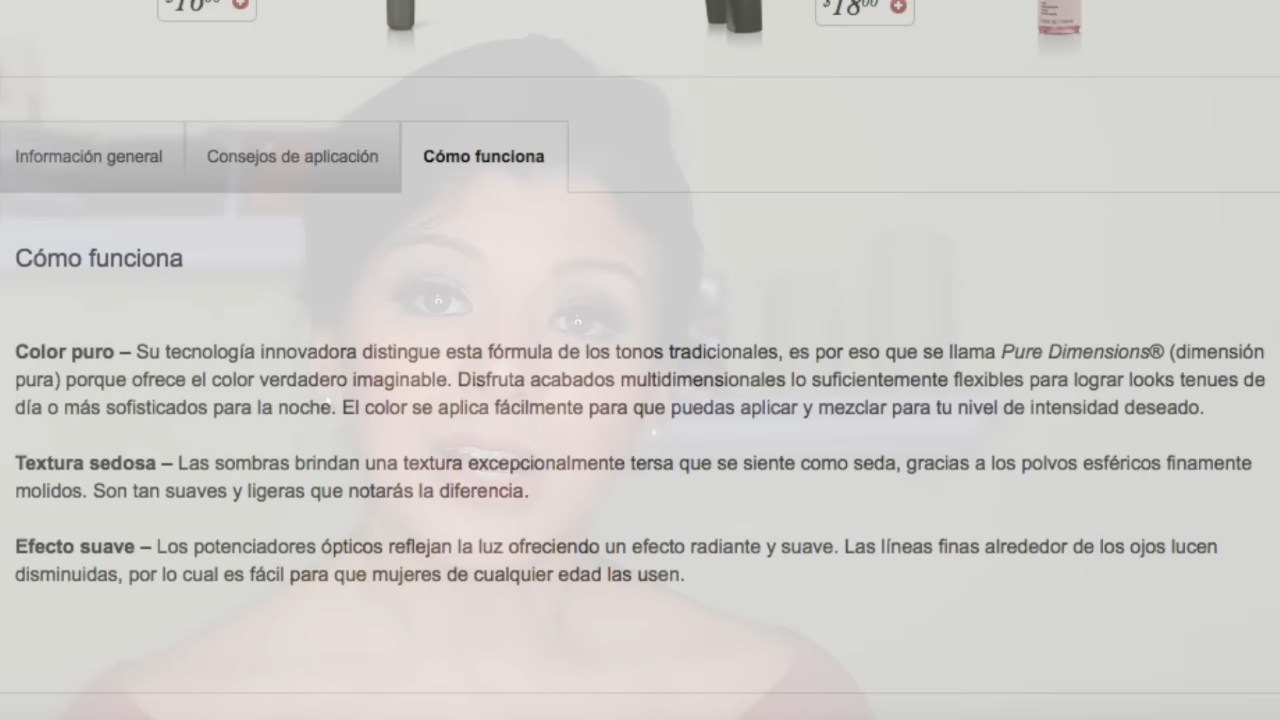 $18⁰⁰
Información general Consejos de aplicación Cómo funciona
Cómo funciona
Color puro – Su tecnología innovadora distingue esta fórmula de los tonos tradicionales, es por eso que se llama Pure Dimensions® (dimensión
pura) porque ofrece el color verdadero imaginable. Disfruta acabados multidimensionales lo suficientemente flexibles para lograr looks tenues de
día o más sofisticados para la noche. El color se aplica fácilmente para que puedas aplicar y mezclar para tu nivel de intensidad deseado.
Textura sedosa – Las sombras brindan una textura excepcionalmente tersa que se siente como seda, gracias a los polvos esféricos finamente
molidos. Son tan suaves y ligeras que notarás la diferencia.
Efecto suave – Los potenciadores ópticos reflejan la luz ofreciendo un efecto radiante y suave. Las líneas finas alrededor de los ojos lucen
disminuidas, por lo cual es fácil para que mujeres de cualquier edad las usen.